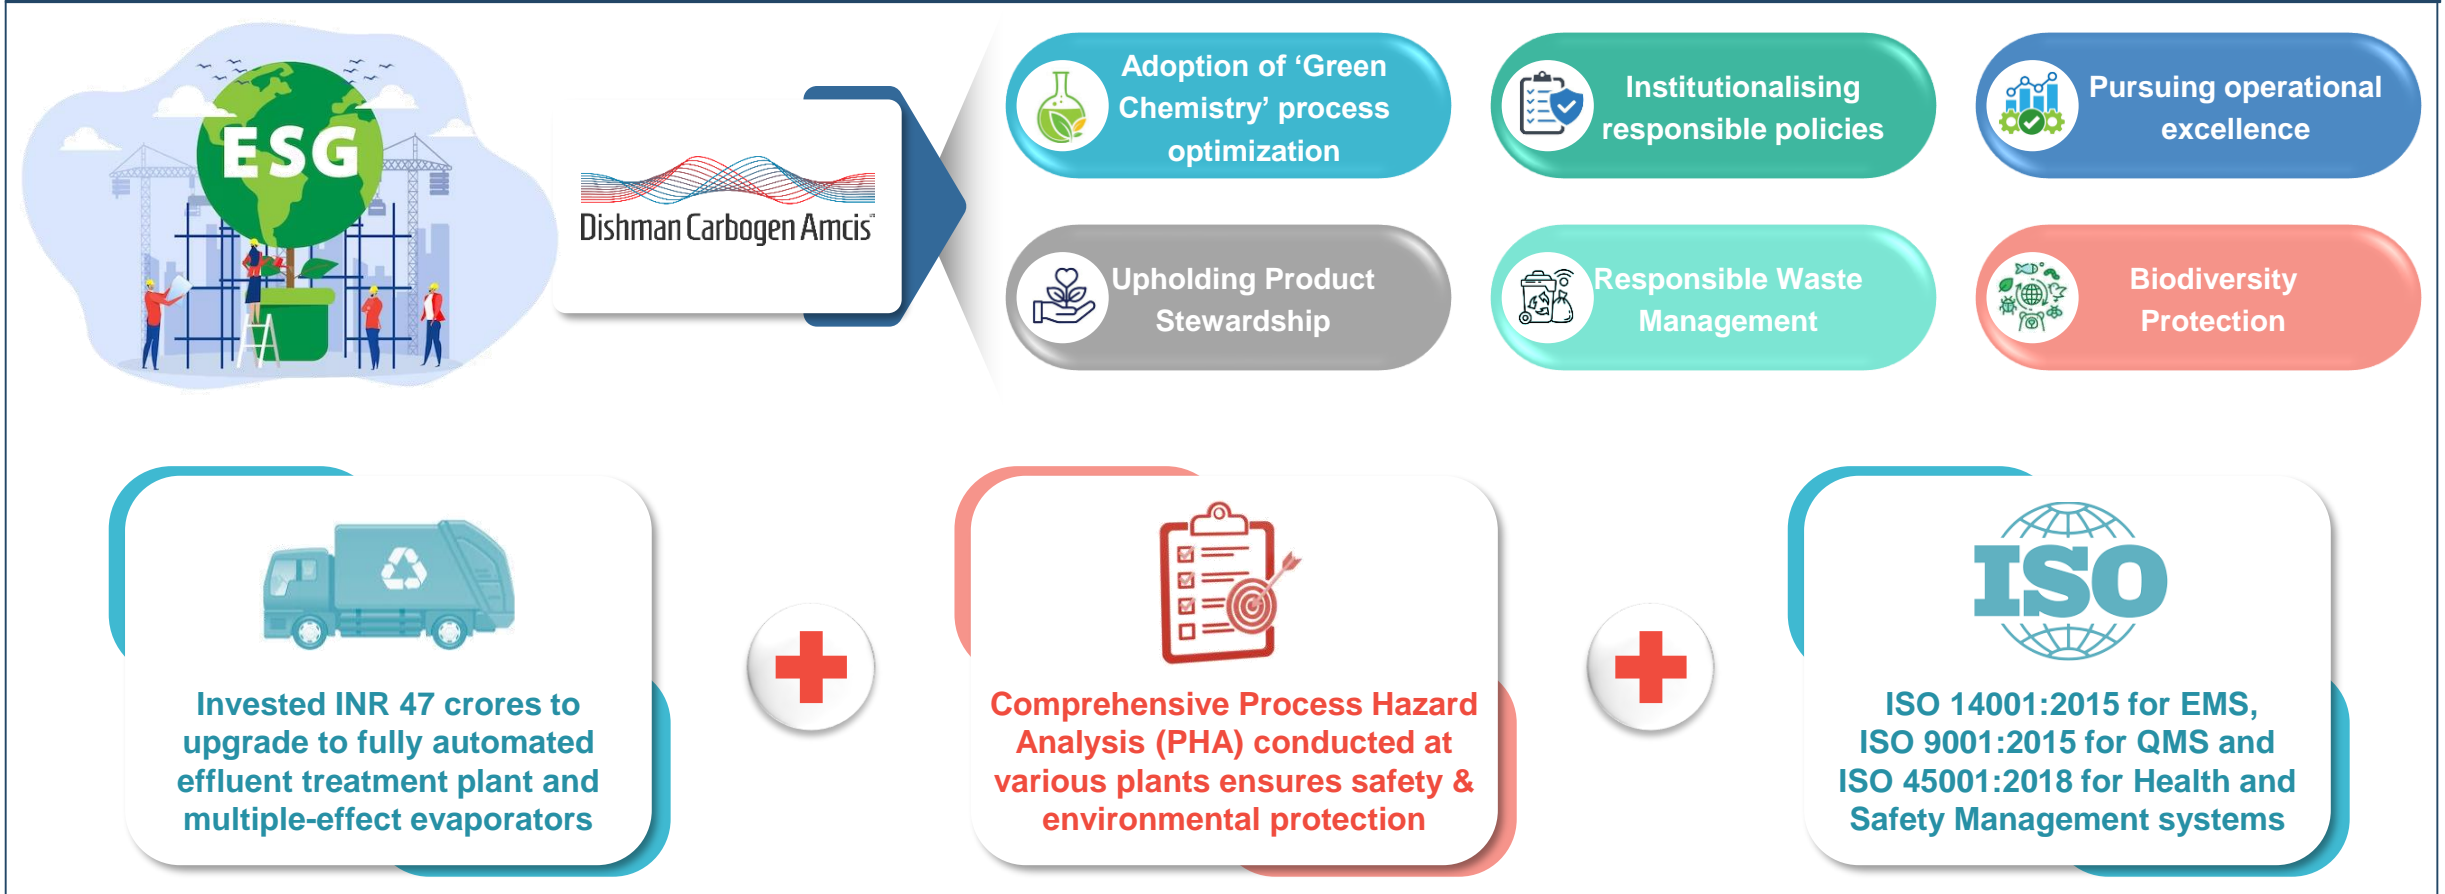 ESG
Dishman Carbogen Amcis
Adoption of ‘Green
Chemistry’ process
optimization
Institutionalising
responsible policies
Pursuing operational
excellence
Upholding Product
Stewardship
Responsible Waste
Management
Biodiversity
Protection
Invested INR 47 crores to
upgrade to fully automated
effluent treatment plant and
multiple-effect evaporators
Comprehensive Process Hazard
Analysis (PHA) conducted at
various plants ensures safety &
environmental protection
ISO
ISO 14001:2015 for EMS,
ISO 9001:2015 for QMS and
ISO 45001:2018 for Health and
Safety Management systems